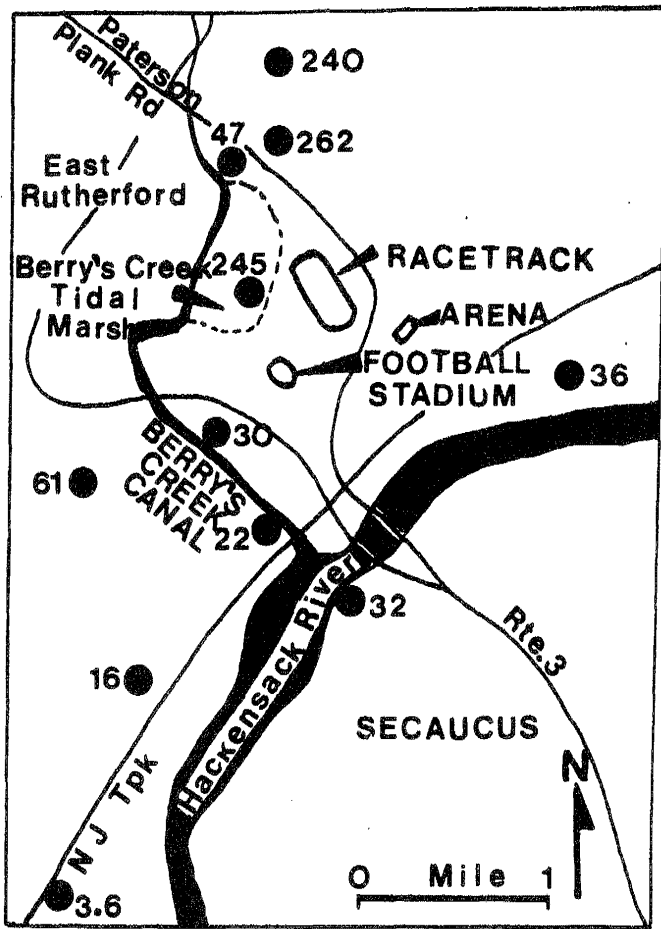 Paterson
Plank Rd
240
47
262
East
Rutherford
Berry's Creek
Tidal
Marsh
245
RACETRACK
ARENA
FOOTBALL
STADIUM
36
30
BERRY'S
CREEK
CANAL
61
22
32
Hackensack River
Rte.3
16
SECAUCUS
N
NJ Tpk
0 Mile 1
3.6